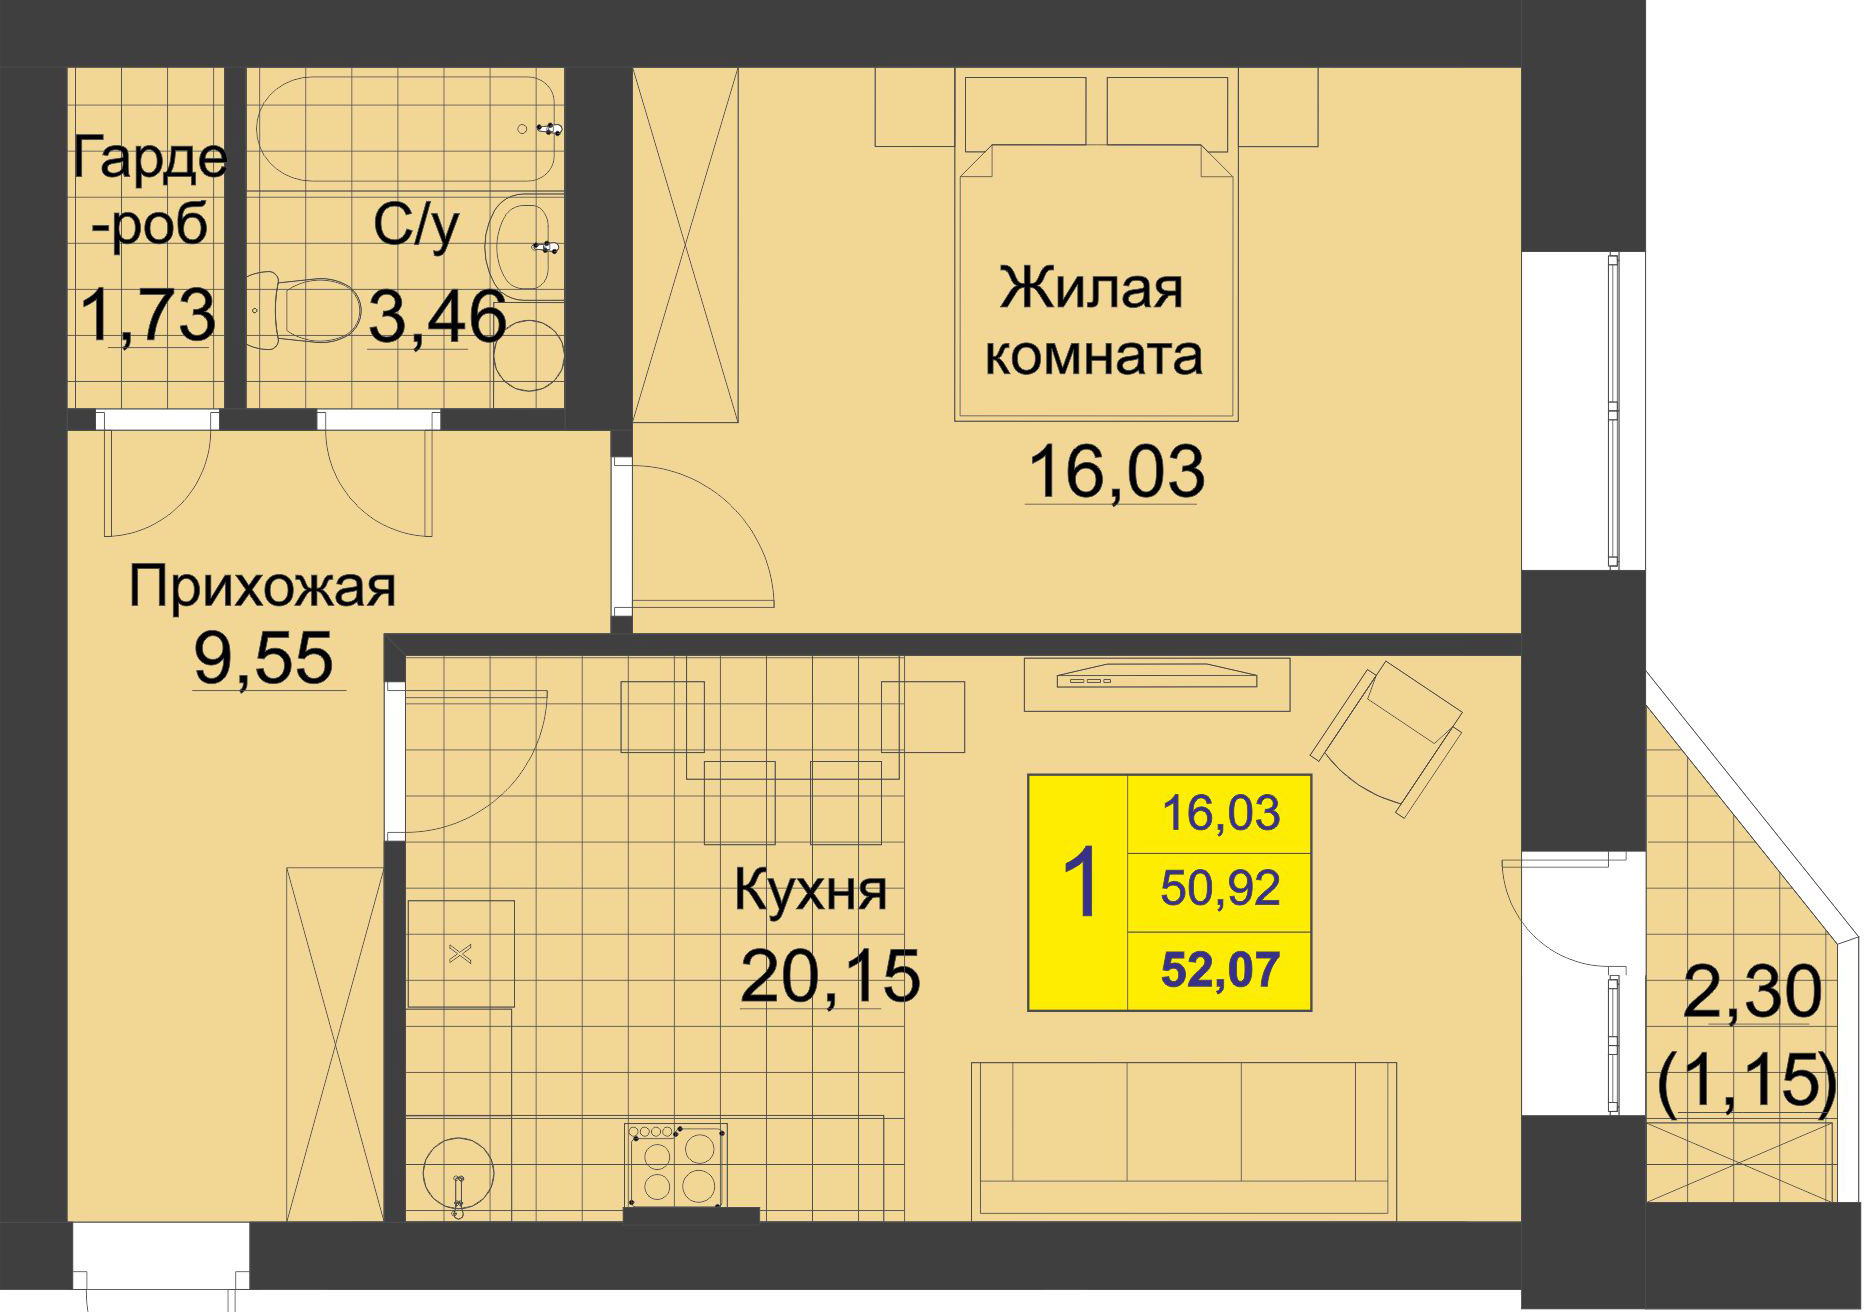 Гарде
-роб
1,73
С/у
3,46
Жилая
комната
16,03
Прихожая
9,55
Кухня
20,15
1
16,03
50,92
52,07
2,30
(1,15)